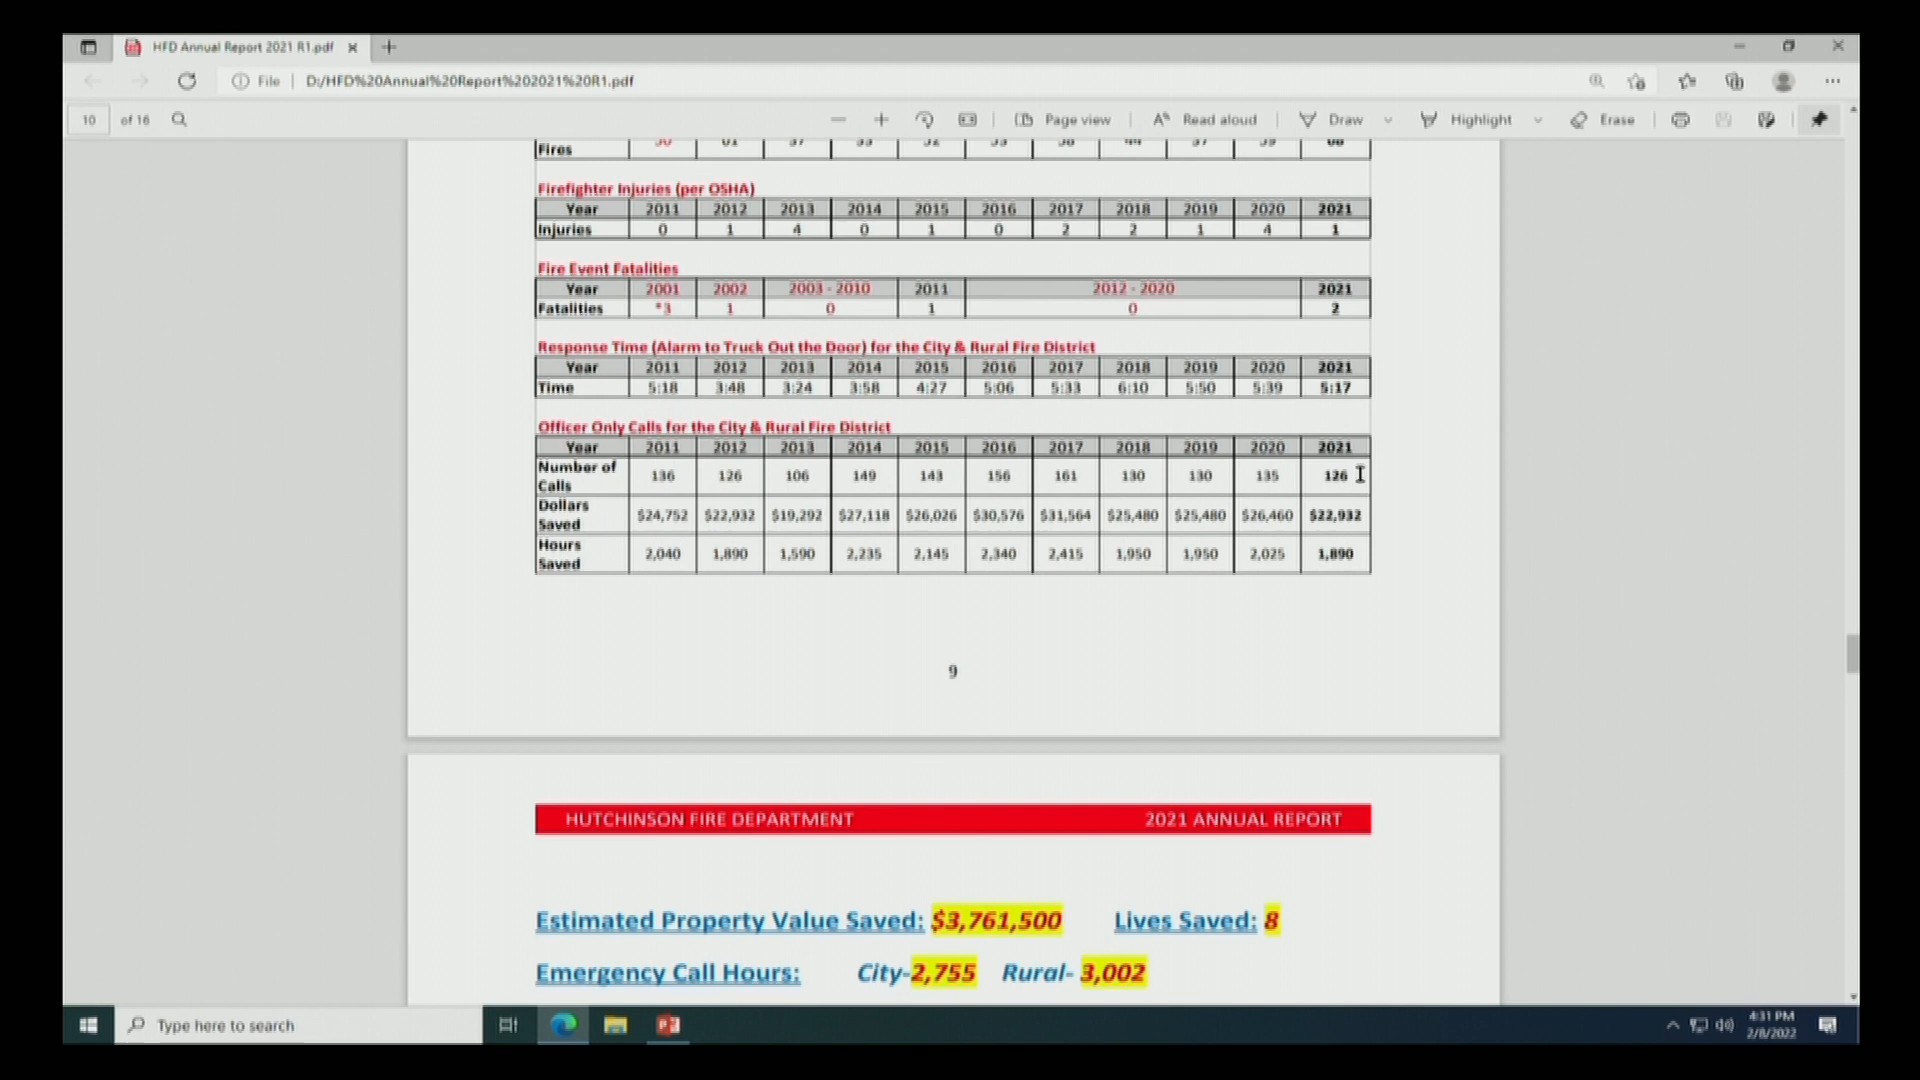 HFD Annual Report 2021 R1.pdf
File | D:/HFD%20Annual%20Report%202021%20R1.pdf
10 of 16 Page view Read aloud Draw Highlight Erase
Fires
Firefighter Injuries (per OSHA)
Year 2011 2012 2013 2014 2015 2016 2017 2018 2019 2020 2021
Injuries 0 1 4 0 1 0 2 2 1 4 1
Fire Event Fatalities
Year 2001 2002 2003 - 2010 2011 2012 - 2020 2021
Fatalities *3 1 0 1 0 2
Response Time (Alarm to Truck Out the Door) for the City & Rural Fire District
Year 2011 2012 2013 2014 2015 2016 2017 2018 2019 2020 2021
Time 5:18 3:48 3:24 3:58 4:27 5:06 5:33 6:10 5:50 5:39 5:17
Officer Only Calls for the City & Rural Fire District
Year 2011 2012 2013 2014 2015 2016 2017 2018 2019 2020 2021
Number of Calls 136 126 106 149 143 156 161 130 130 135 126
Dollars Saved $24,752 $22,932 $19,292 $27,118 $26,026 $30,576 $31,564 $25,480 $25,480 $26,460 $22,932
Hours Saved 2,040 1,890 1,590 2,235 2,145 2,340 2,415 1,950 1,950 2,025 1,890
9
HUTCHINSON FIRE DEPARTMENT 2021 ANNUAL REPORT
Estimated Property Value Saved: $3,761,500 Lives Saved: 8
Emergency Call Hours: City-2,755 Rural- 3,002
Type here to search
4:31 PM
2/8/2022